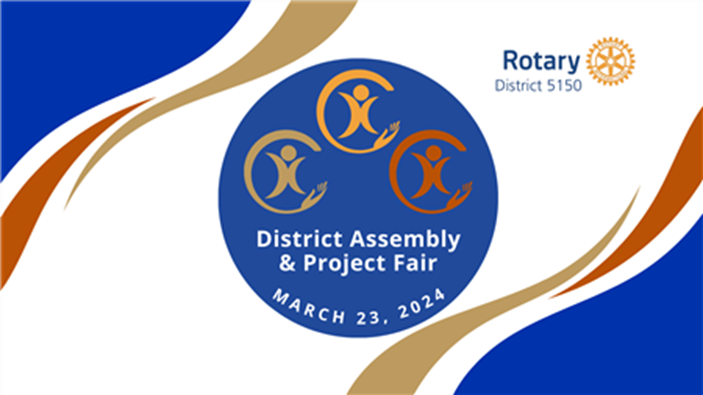 Rotary
District 5150
District Assembly
& Project Fair
MARCH 23, 2024